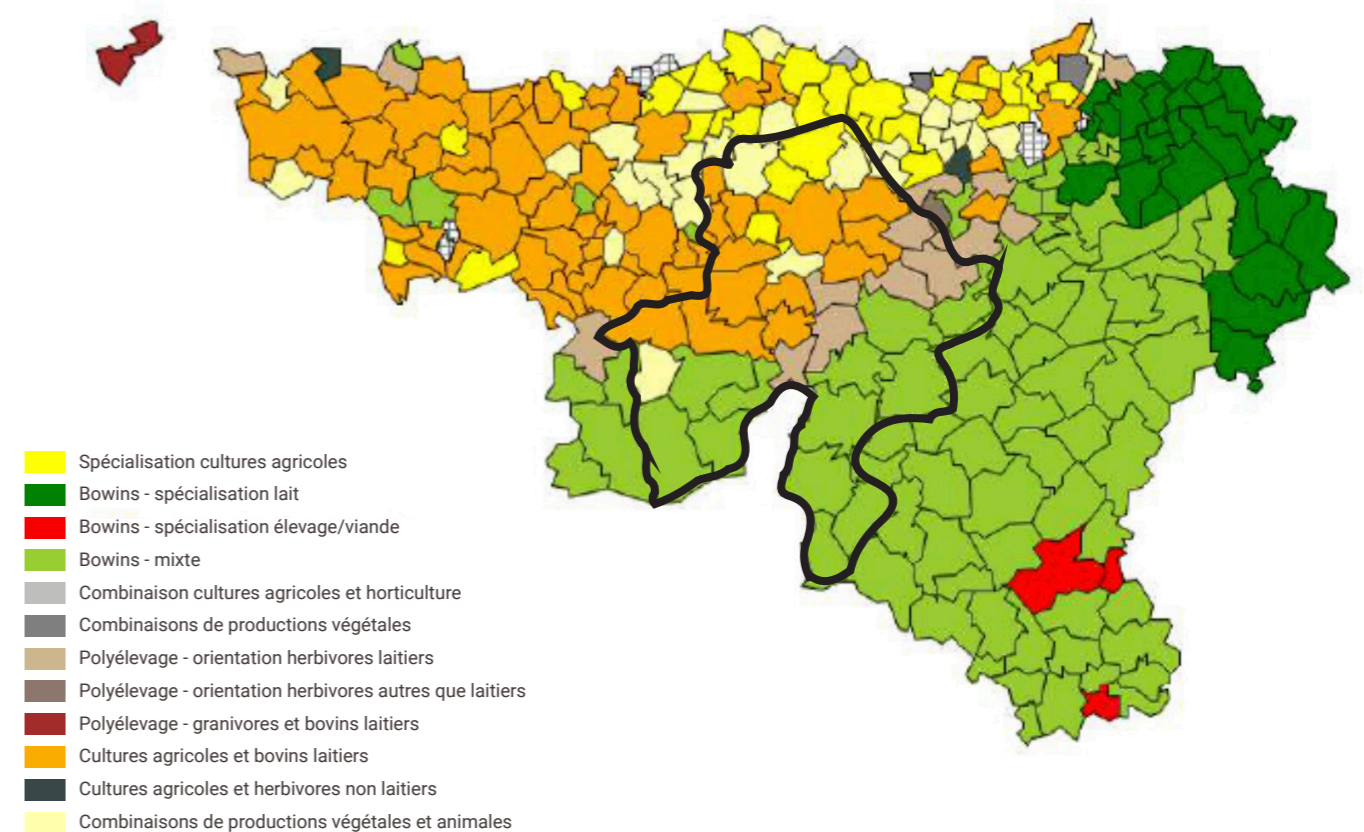 Spécialisation cultures agricoles
Bowins - spécialisation lait
Bowins - spécialisation élevage/viande
Bowins - mixte
Combinaison cultures agricoles et horticulture
Combinaisons de productions végétales
Polyélevage - orientation herbivores laitiers
Polyélevage - orientation herbivores autres que laitiers
Polyélevage - granivores et bovins laitiers
Cultures agricoles et bovins laitiers
Cultures agricoles et herbivores non laitiers
Combinaisons de productions végétales et animales